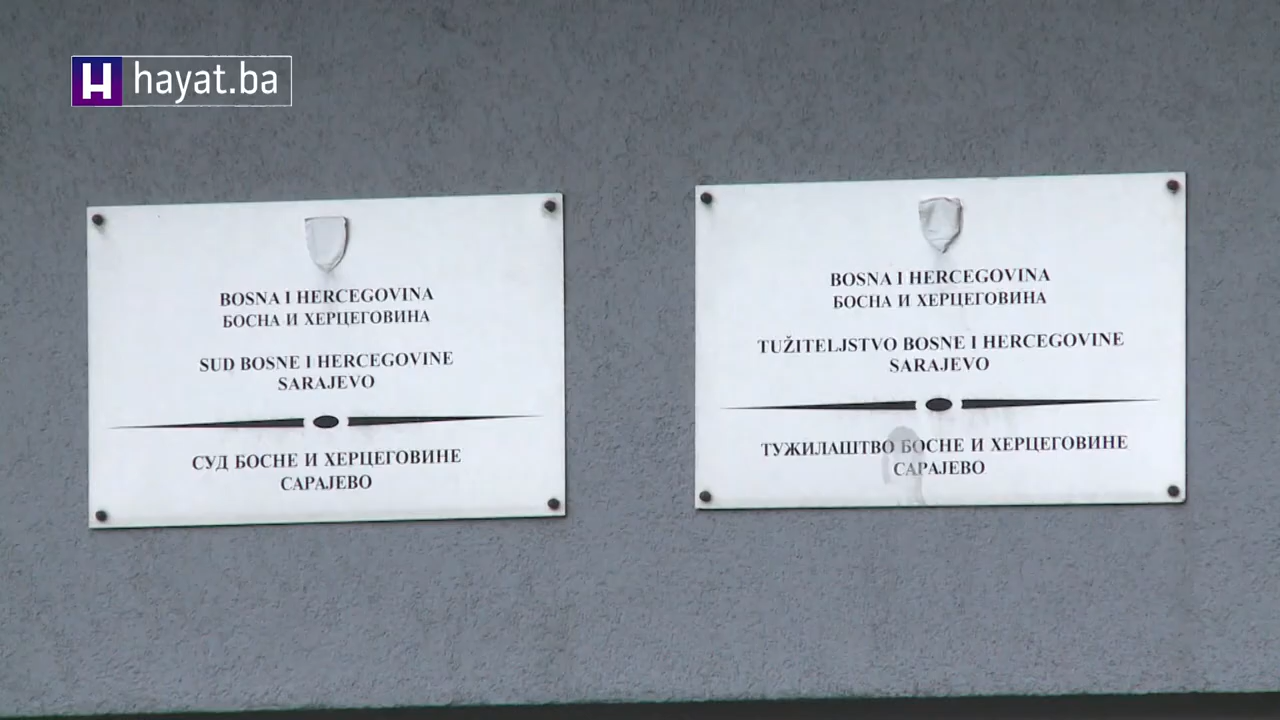 hayat.ba
BOSNA I HERCEGOVINA
БОСНА И ХЕРЦЕГОВИНА
SUD BOSNE I HERCEGOVINE
SARAJEVO
СУД БОСНЕ И ХЕРЦЕГОВИНЕ
САРАЈЕВО
BOSNA I HERCEGOVINA
БОСНА И ХЕРЦЕГОВИНА
TUŽITELJSTVO BOSNE I HERCEGOVINE
SARAJEVO
ТУЖИЛАШТВО БОСНЕ И ХЕРЦЕГОВИНЕ
САРАЈЕВО